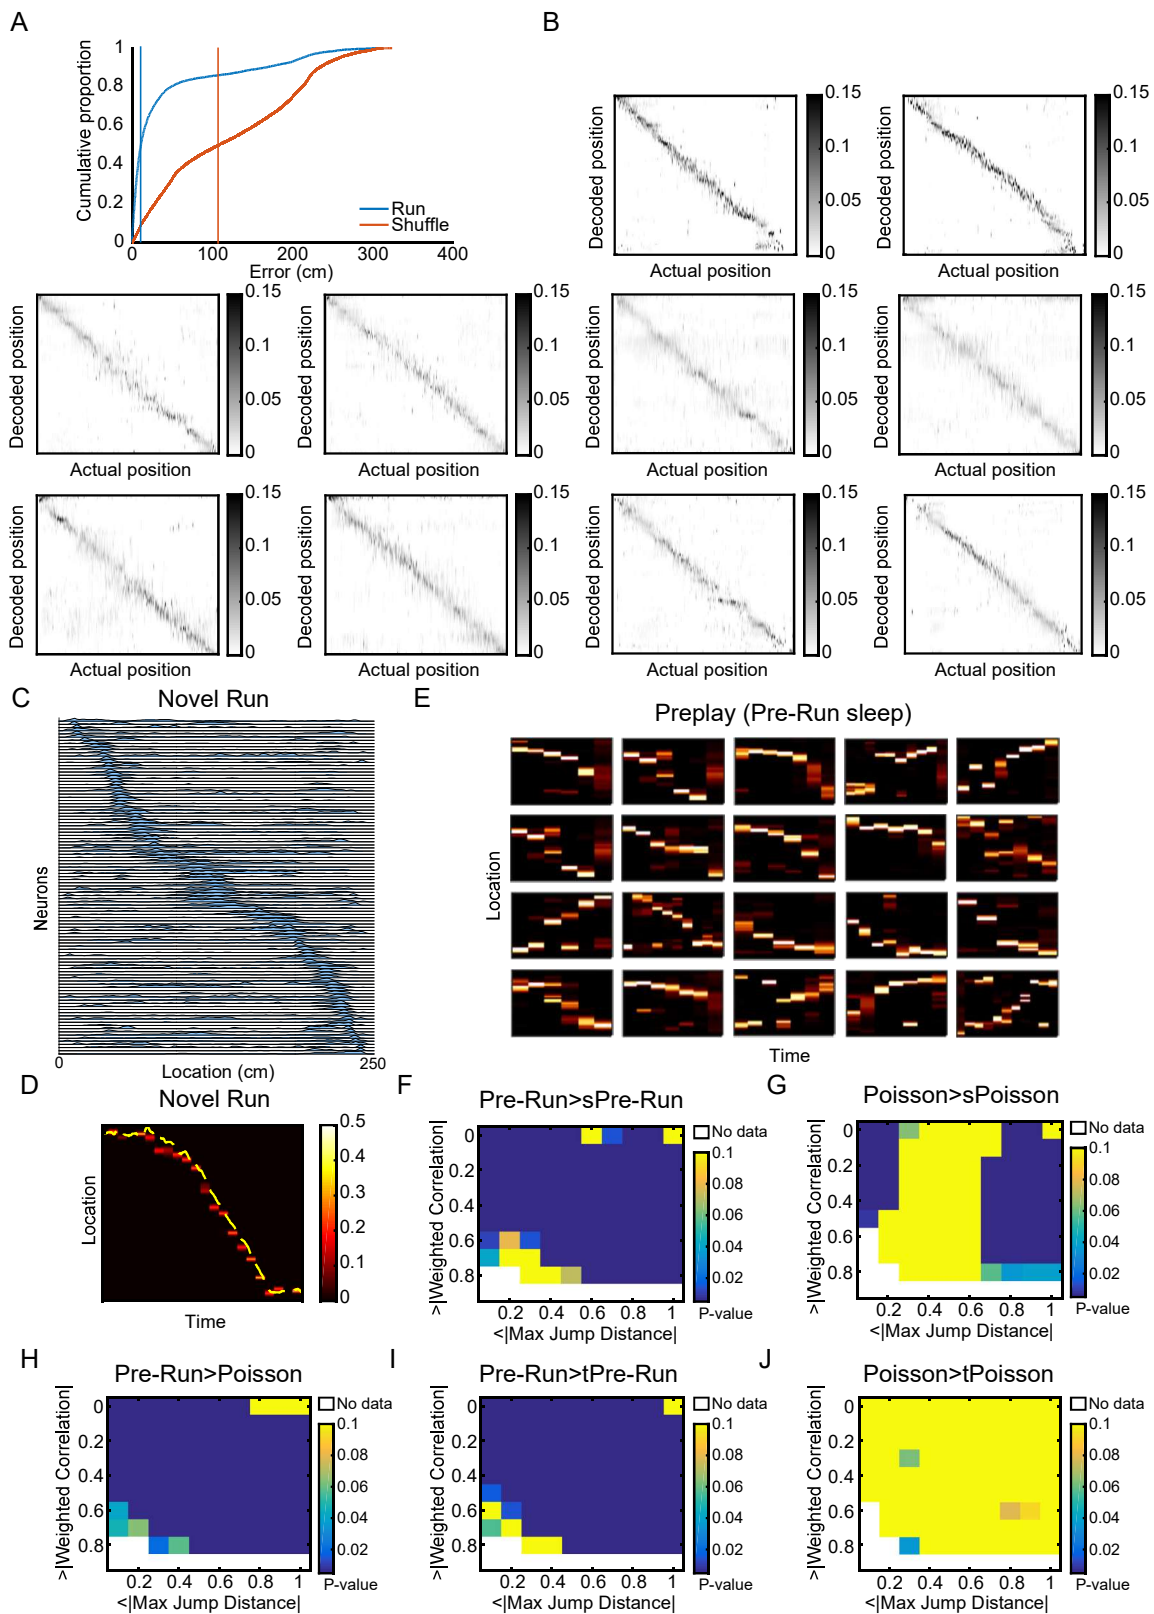 A
Cumulative proportion
1
0.8
0.6
0.4
0.2
0
0 100 200 300 400
Error (cm)
Run
Shuffle
B
Decoded position
Actual position
0.15
0.1
0.05
0
Decoded position
Actual position
0.15
0.1
0.05
0
Decoded position
Actual position
0.15
0.1
0.05
0
Decoded position
Actual position
0.15
0.1
0.05
0
Decoded position
Actual position
0.15
0.1
0.05
0
Decoded position
Actual position
0.15
0.1
0.05
0
Decoded position
Actual position
0.15
0.1
0.05
0
Decoded position
Actual position
0.15
0.1
0.05
0
Decoded position
Actual position
0.15
0.1
0.05
0
Decoded position
Actual position
0.15
0.1
0.05
0
C
Novel Run
Neurons
0 250
Location (cm)
E
Preplay (Pre-Run sleep)
Location
Time
D
Novel Run
Location
Time
0.5
0.4
0.3
0.2
0.1
0
F
Pre-Run>sPre-Run
>|Weighted Correlation|
0
0.2
0.4
0.6
0.8
0.2 0.4 0.6 0.8 1
<|Max Jump Distance|
No data
0.1
0.08
0.06
0.04
0.02
P-value
G
Poisson>sPoisson
>|Weighted Correlation|
0
0.2
0.4
0.6
0.8
0.2 0.4 0.6 0.8 1
<|Max Jump Distance|
No data
0.1
0.08
0.06
0.04
0.02
P-value
H
Pre-Run>Poisson
>|Weighted Correlation|
0
0.2
0.4
0.6
0.8
0.2 0.4 0.6 0.8 1
<|Max Jump Distance|
No data
0.1
0.08
0.06
0.04
0.02
P-value
I
Pre-Run>tPre-Run
>|Weighted Correlation|
0
0.2
0.4
0.6
0.8
0.2 0.4 0.6 0.8 1
<|Max Jump Distance|
No data
0.1
0.08
0.06
0.04
0.02
P-value
J
Poisson>tPoisson
>|Weighted Correlation|
0
0.2
0.4
0.6
0.8
0.2 0.4 0.6 0.8 1
<|Max Jump Distance|
No data
0.1
0.08
0.06
0.04
0.02
P-value